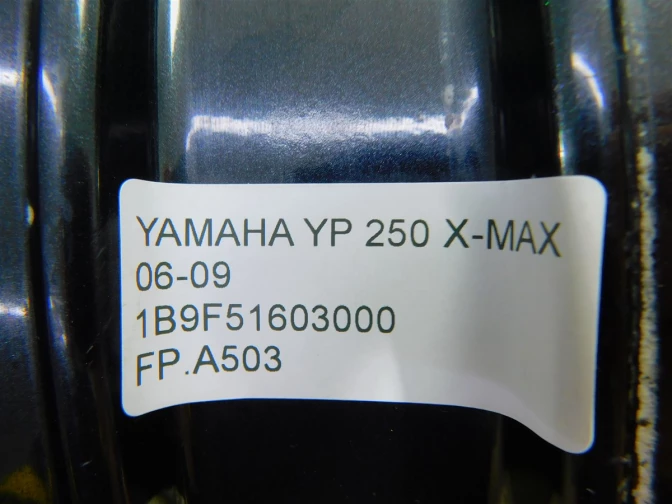 YAMAHA YP 250 X-MAX
06-09
1B9F51603000
FP.A503